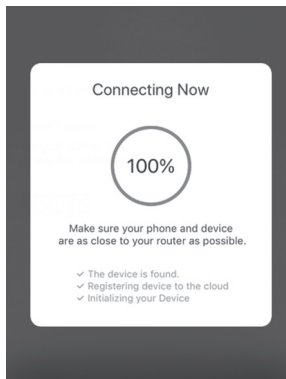 Connecting Now
100%
Make sure your phone and device
are as close to your router as possible.
✓ The device is found.
✓ Registering device to the cloud
✓ Initializing your Device